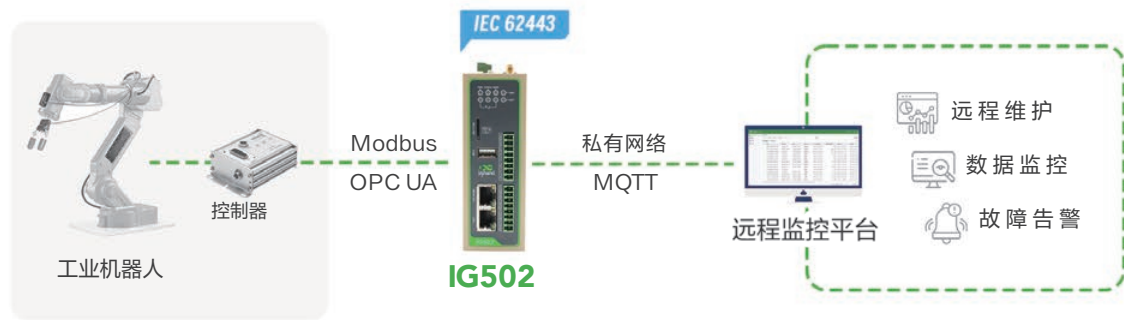 IEC 62443
Modbus
OPC UA
私有网络
MQTT
控制器
工业机器人
IG502
远程监控平台
远程维护
数据监控
故障告警